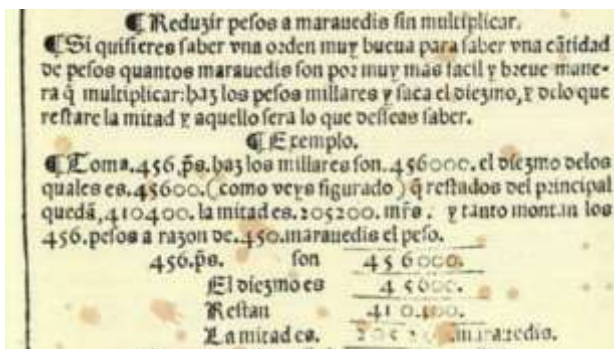 ¶Reduzir pesos a marauedis sin multiplicar.
¶Si quisieres saber vna orden muy buena para saber vna cãtidad
de pesos quantos marauedis son por muy mas facil y breue mane-
ra q̃ multiplicar: haz los pesos millares y saca el diezmo, y delo que
restare la mitad y aquello sera lo que desseas saber.
¶Exemplo.
¶Toma .456. p̃s. haz los millares son .456000. el diezmo delos
quales es .45600. (como veys figurado) q̃ restados del principal
quedã, 410400. la mitad es .205200. mrs̃. y tanto montan los
456. pesos a razon de .450. marauedis el peso.
456. p̃s. son 456000.
El diezmo es 45600.
Restan 410400.
La mitad es. marauedis.